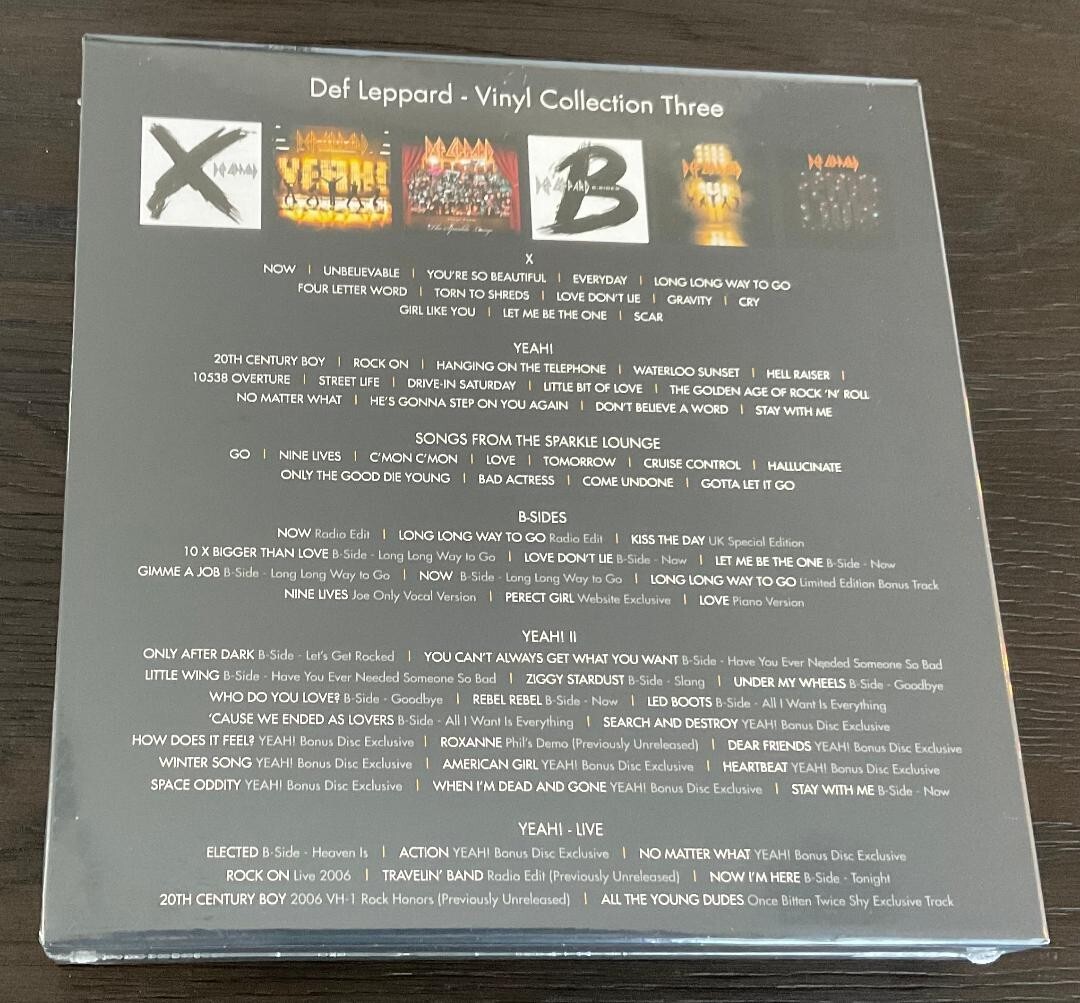 Def Leppard - Vinyl Collection Three
X DEF LEPPARD
DEF LEPPARD
YEAH!
DEF LEPPARD
DEF LEPPARD B-SIDES
B
DEF LEPPARD
DEF LEPPARD
X
NOW | UNBELIEVABLE | YOU'RE SO BEAUTIFUL | EVERYDAY | LONG LONG WAY TO GO
FOUR LETTER WORD | TORN TO SHREDS | LOVE DON'T LIE | GRAVITY | CRY
GIRL LIKE YOU | LET ME BE THE ONE | SCAR
YEAH!
20TH CENTURY BOY | ROCK ON | HANGING ON THE TELEPHONE | WATERLOO SUNSET | HELL RAISER |
10538 OVERTURE | STREET LIFE | DRIVE-IN SATURDAY | LITTLE BIT OF LOVE | THE GOLDEN AGE OF ROCK 'N' ROLL
NO MATTER WHAT | HE'S GONNA STEP ON YOU AGAIN | DON'T BELIEVE A WORD | STAY WITH ME
SONGS FROM THE SPARKLE LOUNGE
GO | NINE LIVES | C'MON C'MON | LOVE | TOMORROW | CRUISE CONTROL | HALLUCINATE
ONLY THE GOOD DIE YOUNG | BAD ACTRESS | COME UNDONE | GOTTA LET IT GO
B-SIDES
NOW Radio Edit | LONG LONG WAY TO GO Radio Edit | KISS THE DAY UK Special Edition
10 X BIGGER THAN LOVE B-Side - Long Long Way to Go | LOVE DON'T LIE B-Side - Now | LET ME BE THE ONE B-Side - Now
GIMME A JOB B-Side - Long Long Way to Go | NOW B-Side - Long Long Way to Go | LONG LONG WAY TO GO Limited Edition Bonus Track
NINE LIVES Joe Only Vocal Version | PERECT GIRL Website Exclusive | LOVE Piano Version
YEAH! II
ONLY AFTER DARK B-Side - Let's Get Rocked | YOU CAN'T ALWAYS GET WHAT YOU WANT B-Side - Have You Ever Needed Someone So Bad
LITTLE WING B-Side - Have You Ever Needed Someone So Bad | ZIGGY STARDUST B-Side - Slang | UNDER MY WHEELS B-Side - Goodbye
WHO DO YOU LOVE? B-Side - Goodbye | REBEL REBEL B-Side - Now | LED BOOTS B-Side - All I Want Is Everything
'CAUSE WE ENDED AS LOVERS B-Side - All I Want Is Everything | SEARCH AND DESTROY YEAH! Bonus Disc Exclusive
HOW DOES IT FEEL? YEAH! Bonus Disc Exclusive | ROXANNE Phil's Demo (Previously Unreleased) | DEAR FRIENDS YEAH! Bonus Disc Exclusive
WINTER SONG YEAH! Bonus Disc Exclusive | AMERICAN GIRL YEAH! Bonus Disc Exclusive | HEARTBEAT YEAH! Bonus Disc Exclusive
SPACE ODDITY YEAH! Bonus Disc Exclusive | WHEN I'M DEAD AND GONE YEAH! Bonus Disc Exclusive | STAY WITH ME B-Side - Now
YEAH! - LIVE
ELECTED B-Side - Heaven Is | ACTION YEAH! Bonus Disc Exclusive | NO MATTER WHAT YEAH! Bonus Disc Exclusive
ROCK ON Live 2006 | TRAVELIN' BAND Radio Edit (Previously Unreleased) | NOW I'M HERE B-Side - Tonight
20TH CENTURY BOY 2006 VH-1 Rock Honors (Previously Unreleased) | ALL THE YOUNG DUDES Once Bitten Twice Shy Exclusive Track